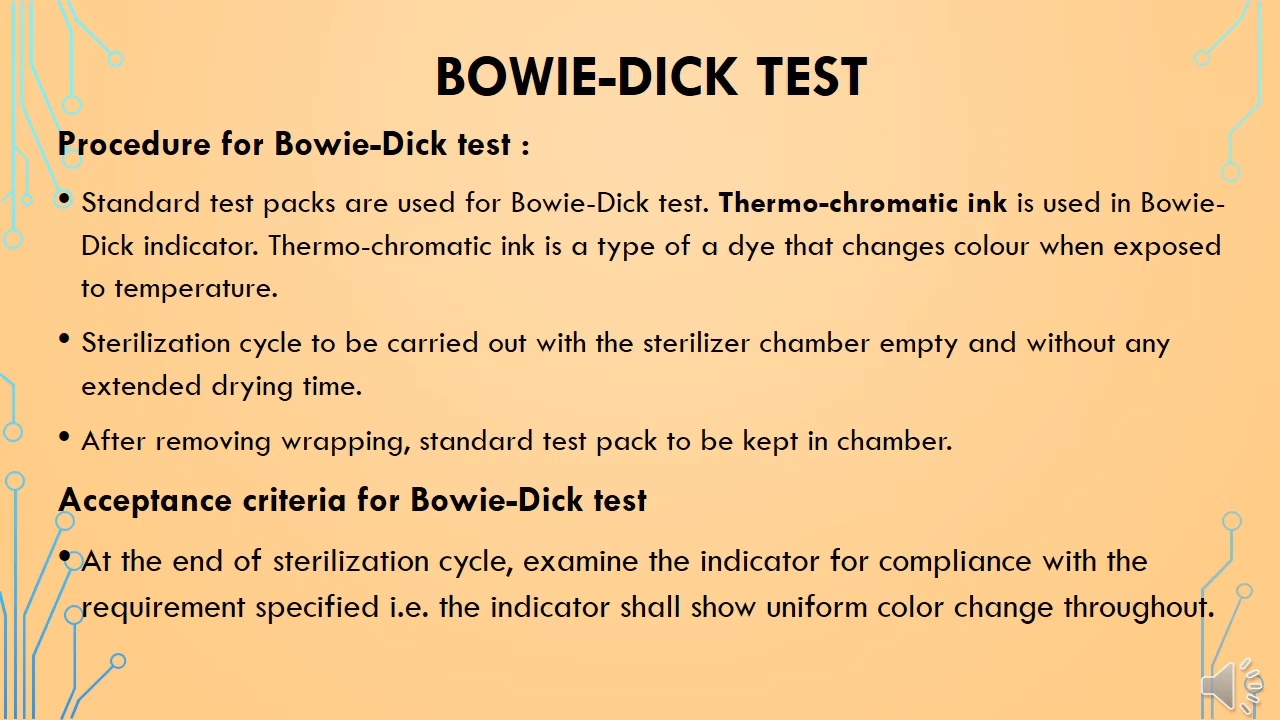 BOWIE-DICK TEST
Procedure for Bowie-Dick test :
• Standard test packs are used for Bowie-Dick test. Thermo-chromatic ink is used in Bowie-
Dick indicator. Thermo-chromatic ink is a type of a dye that changes colour when exposed
to temperature.
• Sterilization cycle to be carried out with the sterilizer chamber empty and without any
extended drying time.
• After removing wrapping, standard test pack to be kept in chamber.
Acceptance criteria for Bowie-Dick test
• At the end of sterilization cycle, examine the indicator for compliance with the
requirement specified i.e. the indicator shall show uniform color change throughout.